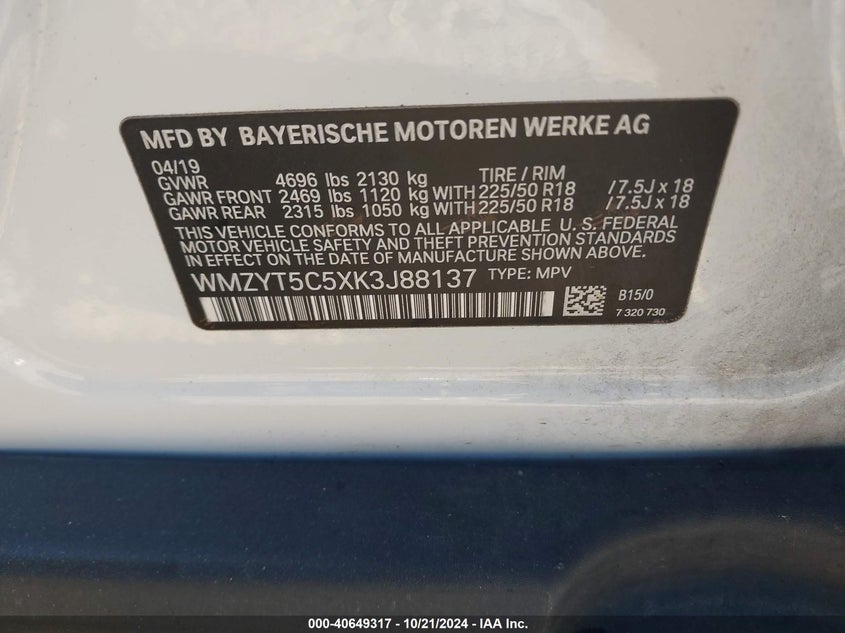 MFD BY BAYERISCHE MOTOREN WERKE AG
04/19
GVWR 4696 lbs 2130 kg TIRE / RIM
GAWR FRONT 2469 lbs 1120 kg WITH 225/50 R18 /7.5J x 18
GAWR REAR 2315 lbs 1050 kg WITH 225/50 R18 /7.5J x 18
THIS VEHICLE CONFORMS TO ALL APPLICABLE U. S. FEDERAL
MOTOR VEHICLE SAFETY AND THEFT PREVENTION STANDARDS
IN EFFECT ON THE DATE OF MANUFACTURE SHOWN ABOVE.
WMZYT5C5XK3J88137 TYPE: MPV
B15/0
7 320 730
000-40649317 - 10/21/2024 - IAA Inc.